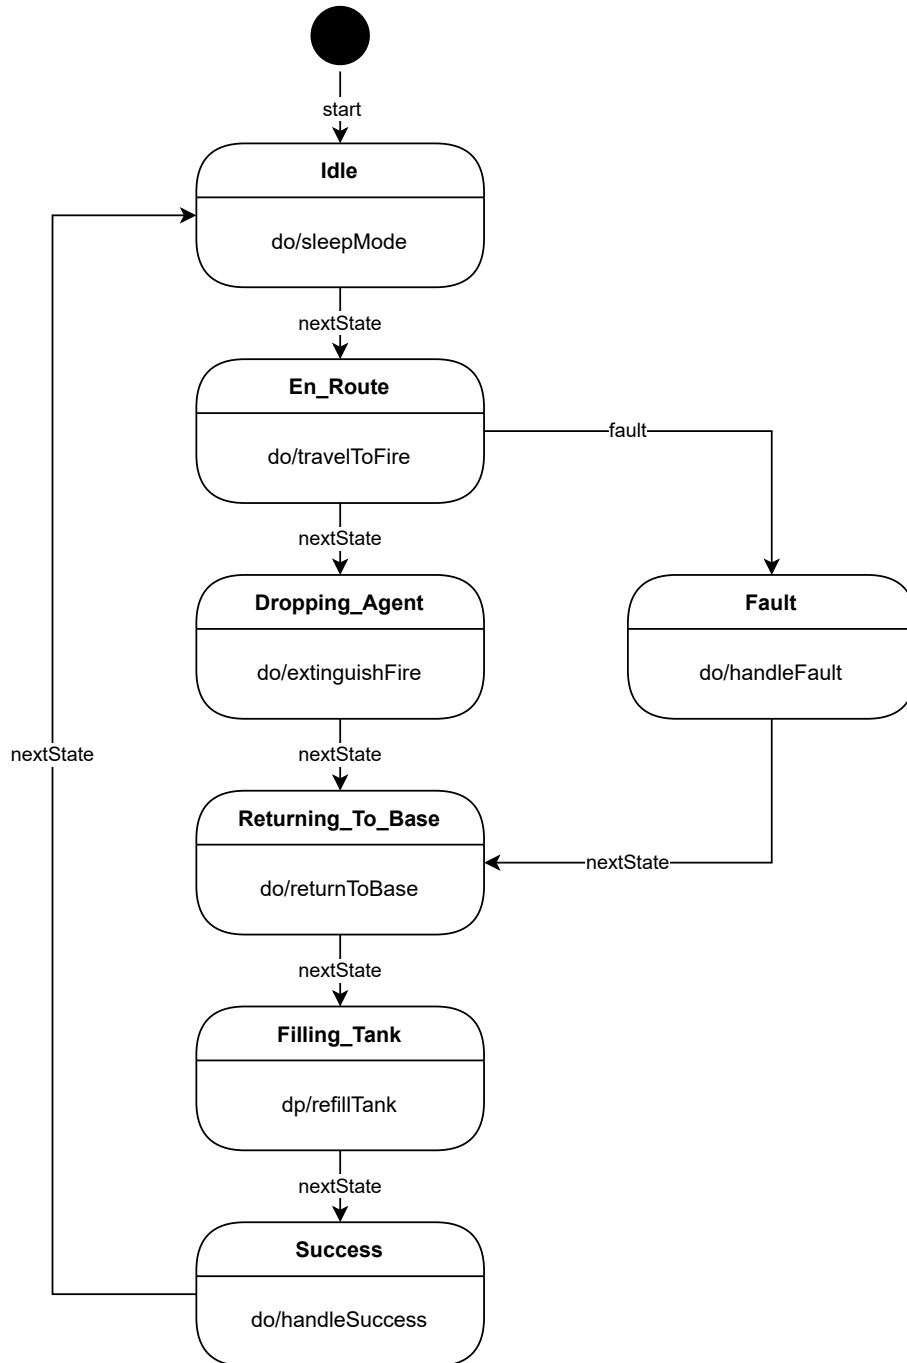 start
Idle
do/sleepMode
nextState
En_Route
do/travelToFire
fault
nextState
Dropping_Agent
do/extinguishFire
Fault
do/handleFault
nextState
nextState
Returning_To_Base
do/returnToBase
nextState
nextState
Filling_Tank
dp/refillTank
nextState
Success
do/handleSuccess